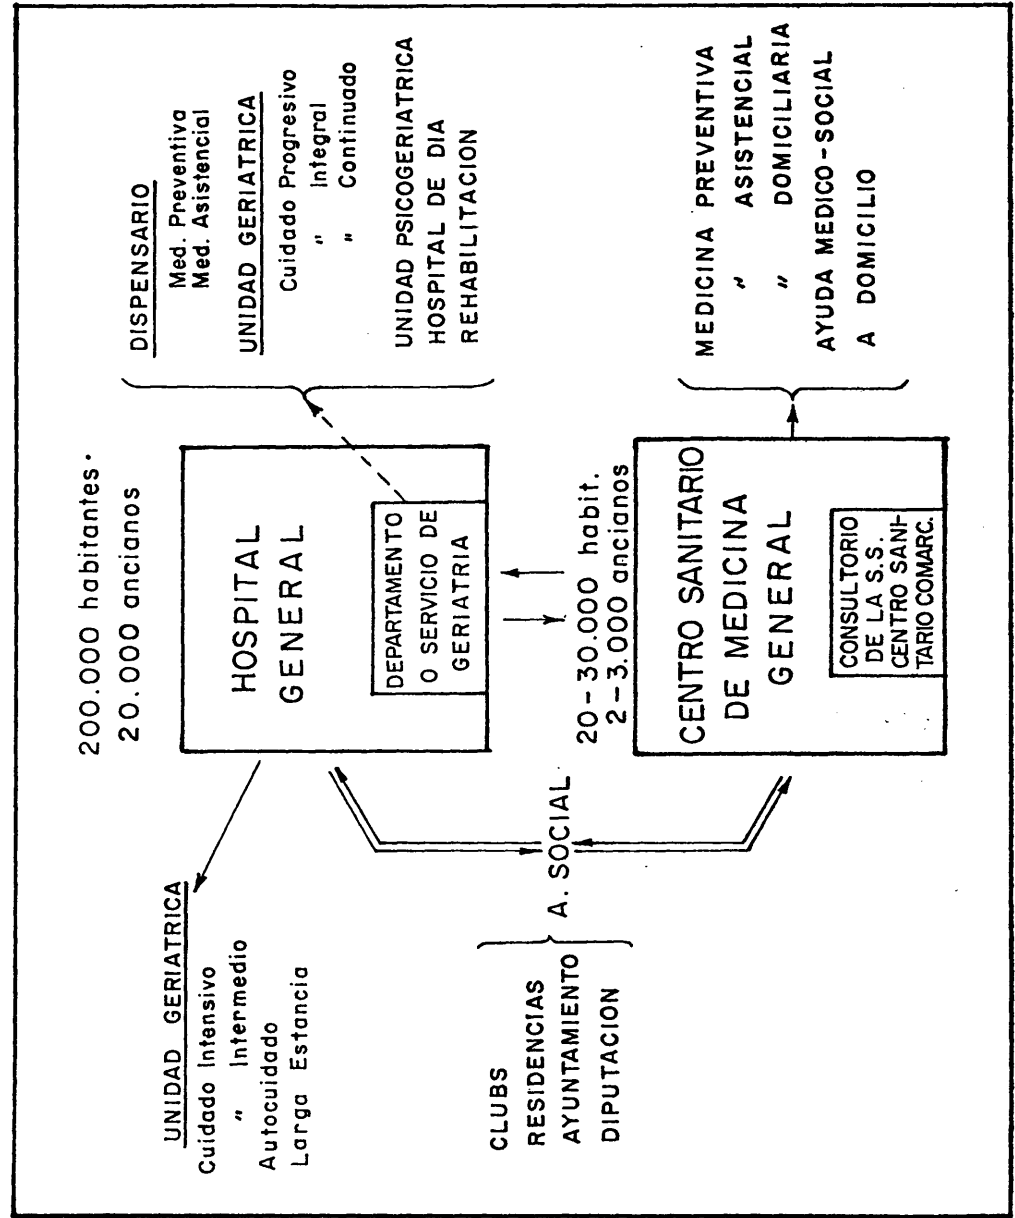 UNIDAD GERIATRICA
Cuidado Intensivo
" Intermedio
Autocuidado
Larga Estancia
200.000 habitantes.
20.000 ancianos
HOSPITAL
GENERAL
DEPARTAMENTO
O SERVICIO DE
GERIATRIA
DISPENSARIO
Med. Preventiva
Med. Asistencial
UNIDAD GERIATRICA
Cuidado Progresivo
" Integral
" Continuado
UNIDAD PSICOGERIATRICA
HOSPITAL DE DIA
REHABILITACION
CLUBS
RESIDENCIAS
AYUNTAMIENTO
DIPUTACION
A. SOCIAL
20-30.000 habit.
2-3.000 ancianos
CENTRO SANITARIO
DE MEDICINA
GENERAL
CONSULTORIO
DE LA S.S.
CENTRO SANI-
TARIO COMARC.
MEDICINA PREVENTIVA
" ASISTENCIAL
" DOMICILIARIA
AYUDA MEDICO-SOCIAL
A DOMICILIO